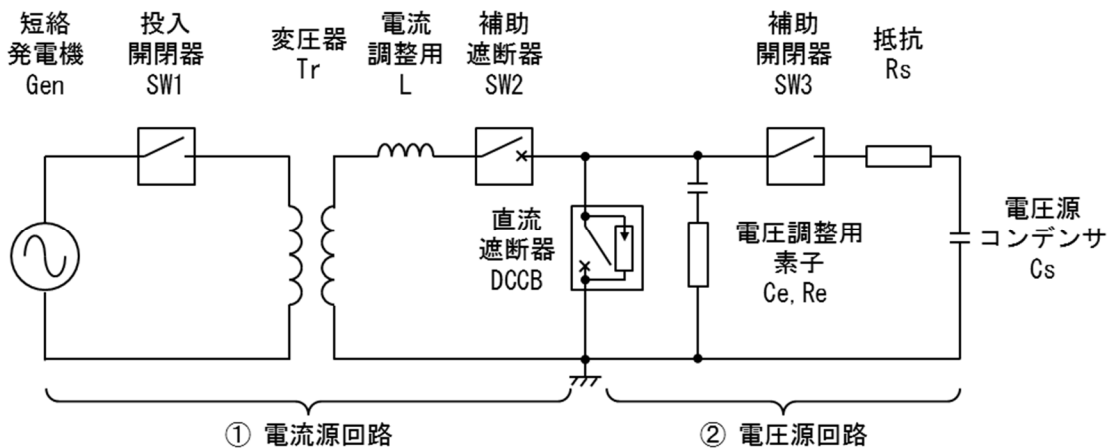 短絡
発電機
Gen
投入
開閉器
SW1
変圧器
Tr
電流
調整用
L
補助
遮断器
SW2
補助
開閉器
SW3
抵抗
Rs
直流
遮断器
DCCB
電圧調整用
素子
Ce, Re
電圧源
コンデンサ
Cs
① 電流源回路
② 電圧源回路